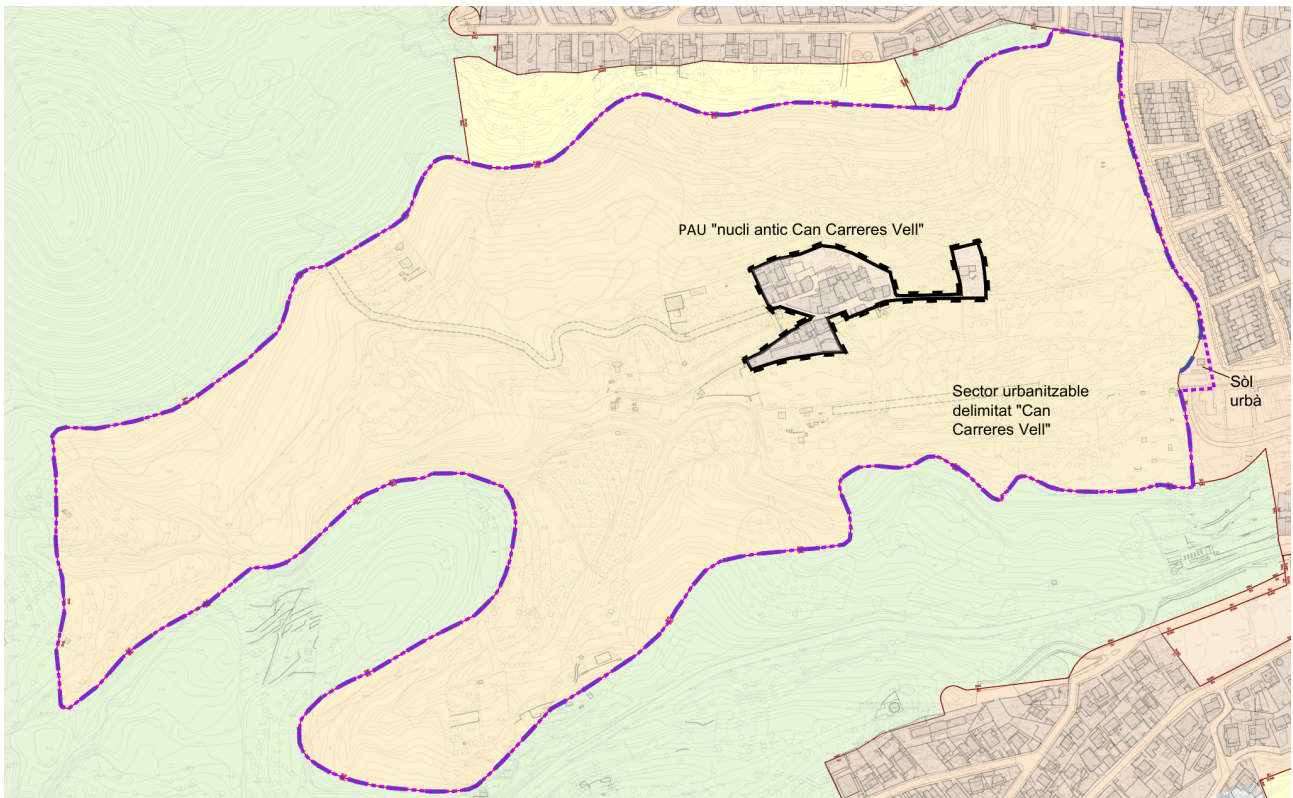 PAU "nucli antic Can Carreres Vell"
Sector urbanitzable
delimitat "Can
Carreres Vell"
Sòl
urbà